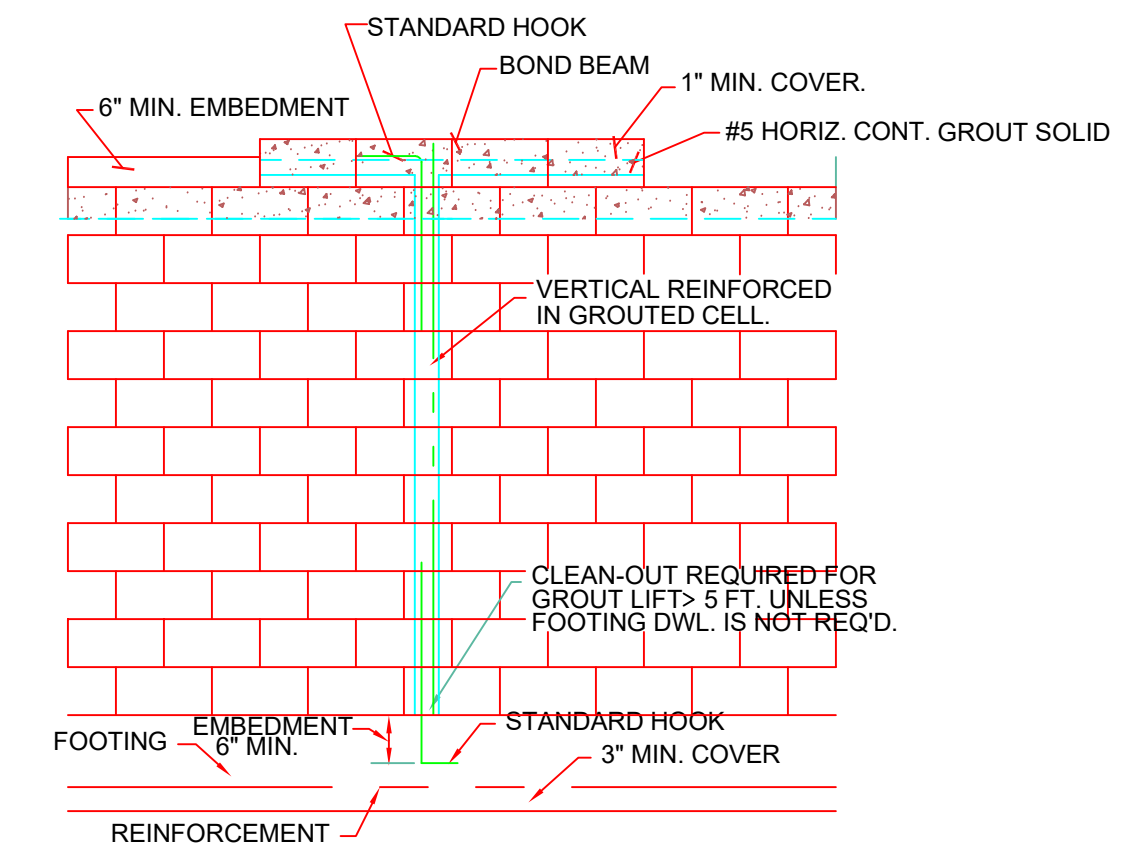 STANDARD HOOK
BOND BEAM
1" MIN. COVER.
6" MIN. EMBEDMENT
#5 HORIZ. CONT. GROUT SOLID
VERTICAL REINFORCED
IN GROUTED CELL.
CLEAN-OUT REQUIRED FOR
GROUT LIFT> 5 FT. UNLESS
FOOTING DWL. IS NOT REQ'D.
STANDARD HOOK
EMBEDMENT
6" MIN.
FOOTING
3" MIN. COVER
REINFORCEMENT